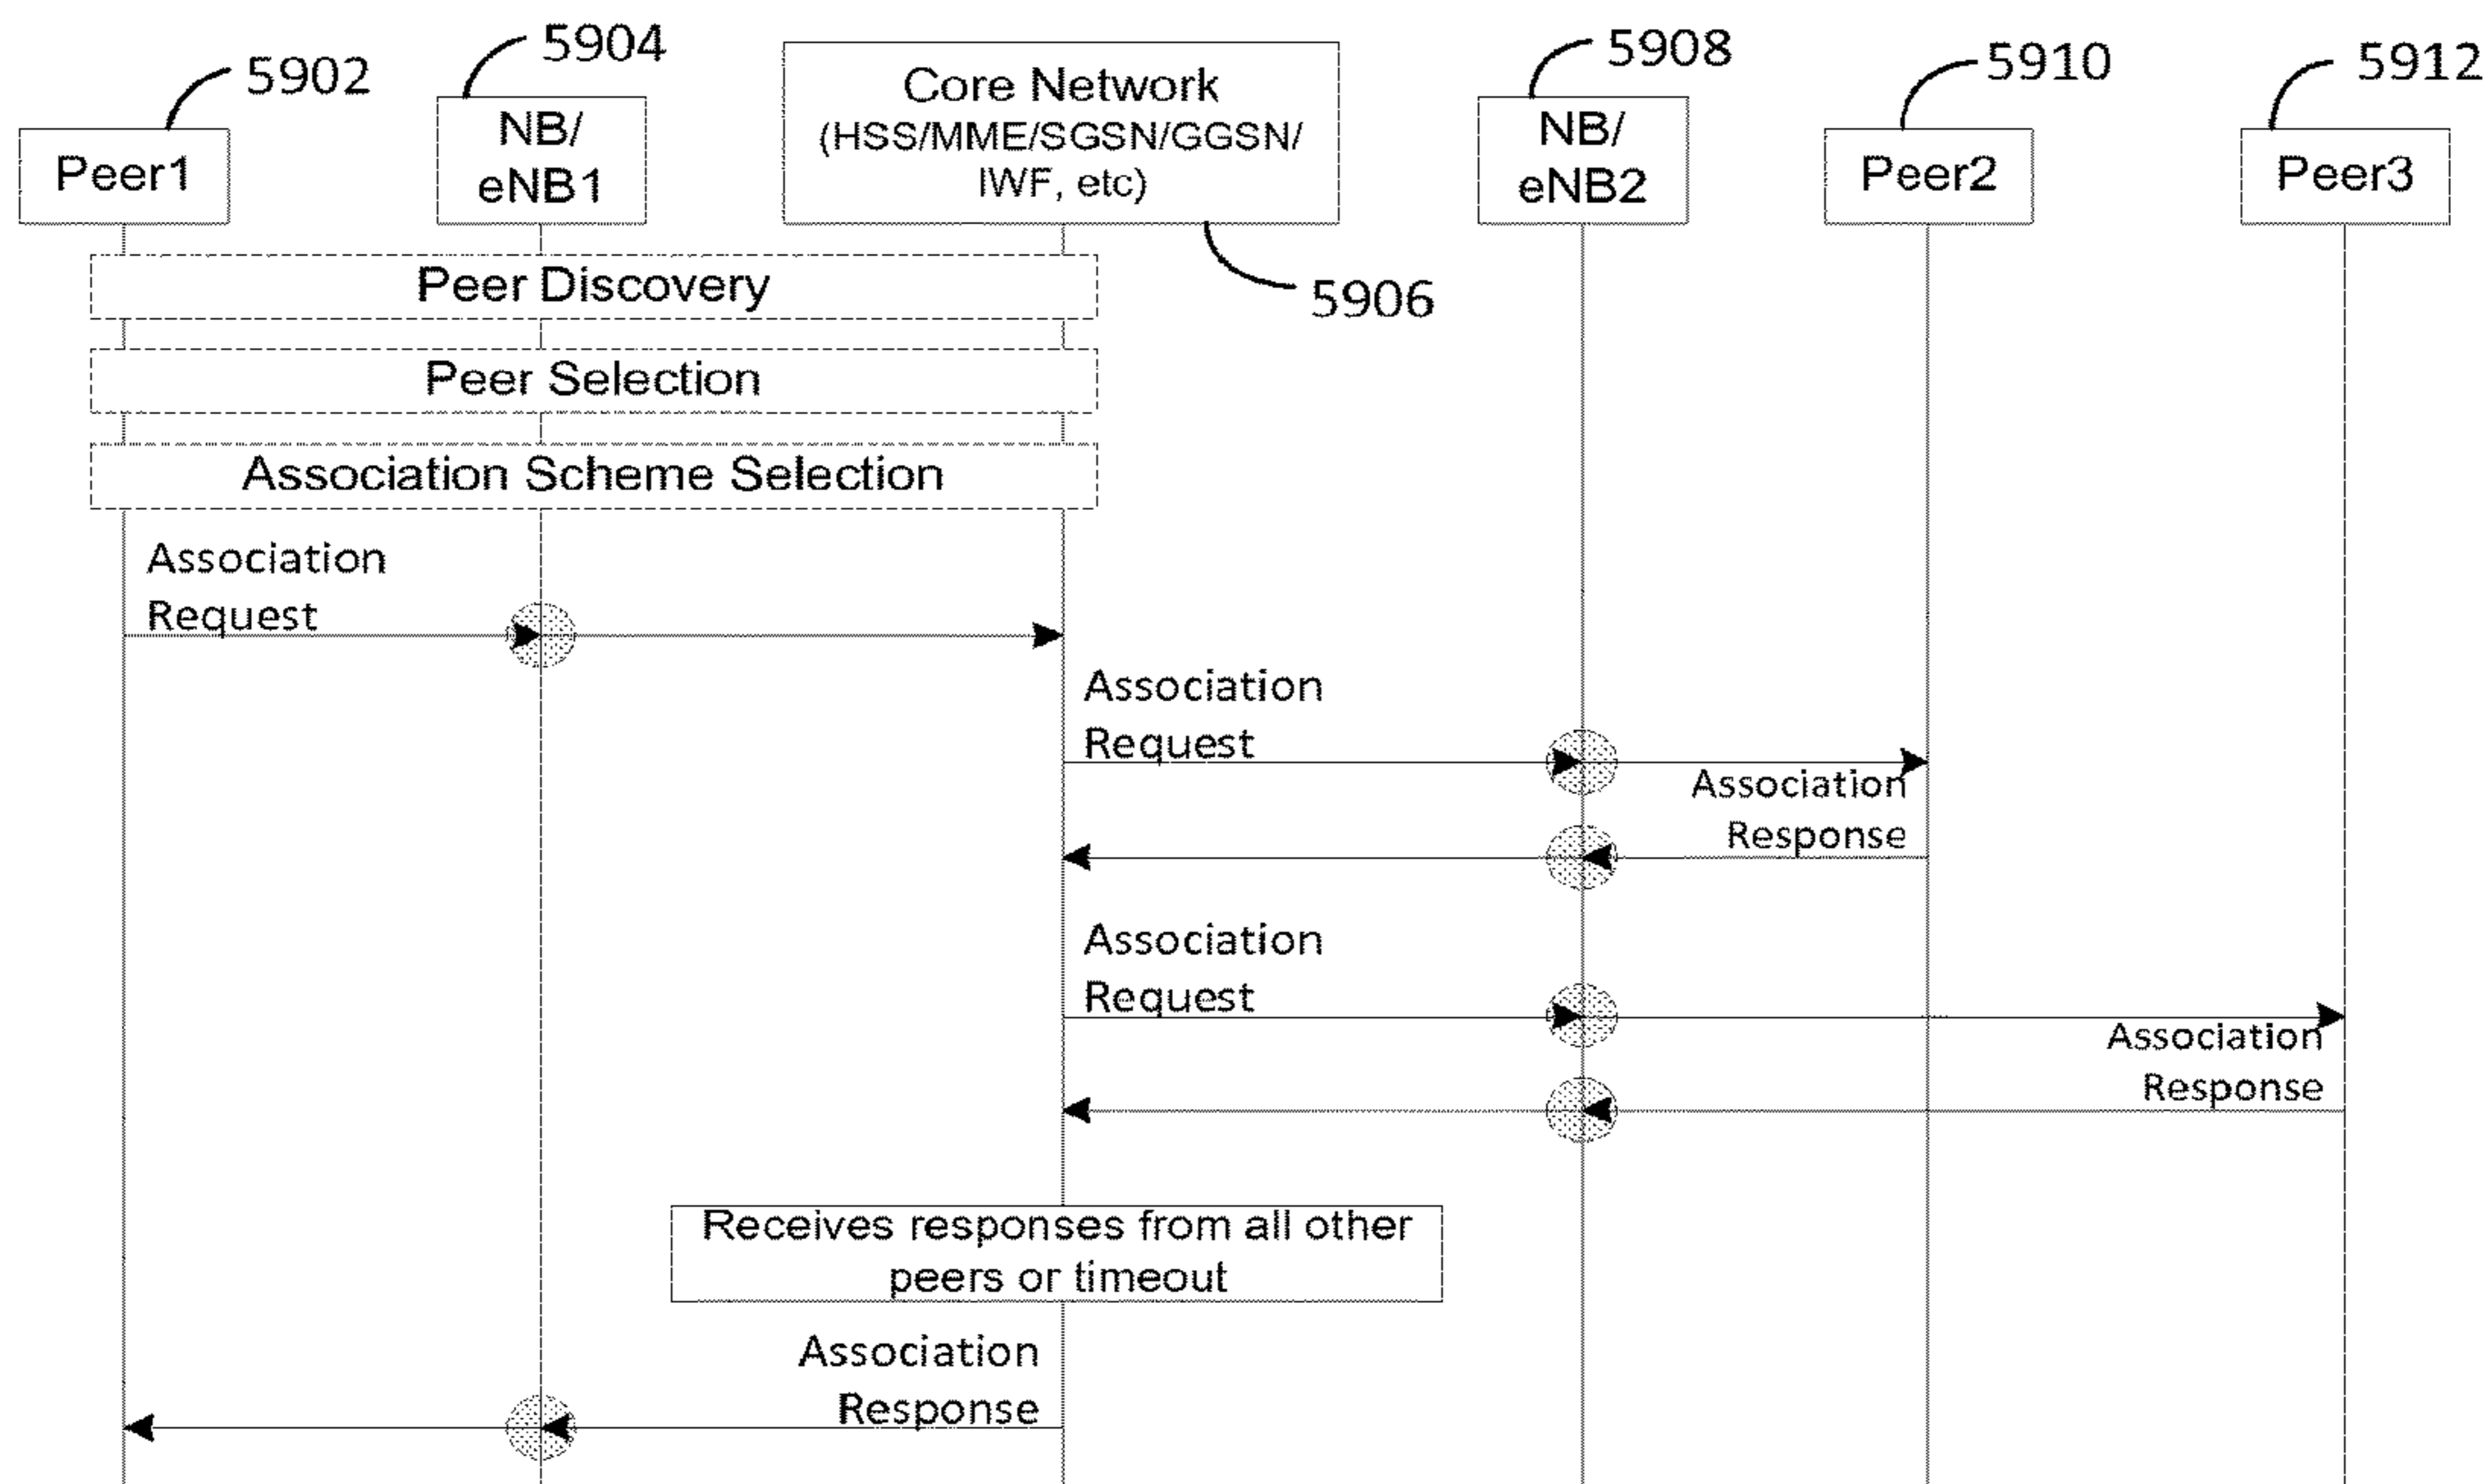 5902
5904
5908
5910
5912
Peer1
NB/
eNB1
Core Network
(HSS/MME/SGSN/GGSN/
IWF, etc)
NB/
eNB2
Peer2
Peer3
5906
Peer Discovery
Peer Selection
Association Scheme Selection
Association
Request
Association
Request
Association
Response
Association
Request
Association
Response
Receives responses from all other
peers or timeout
Association
Response